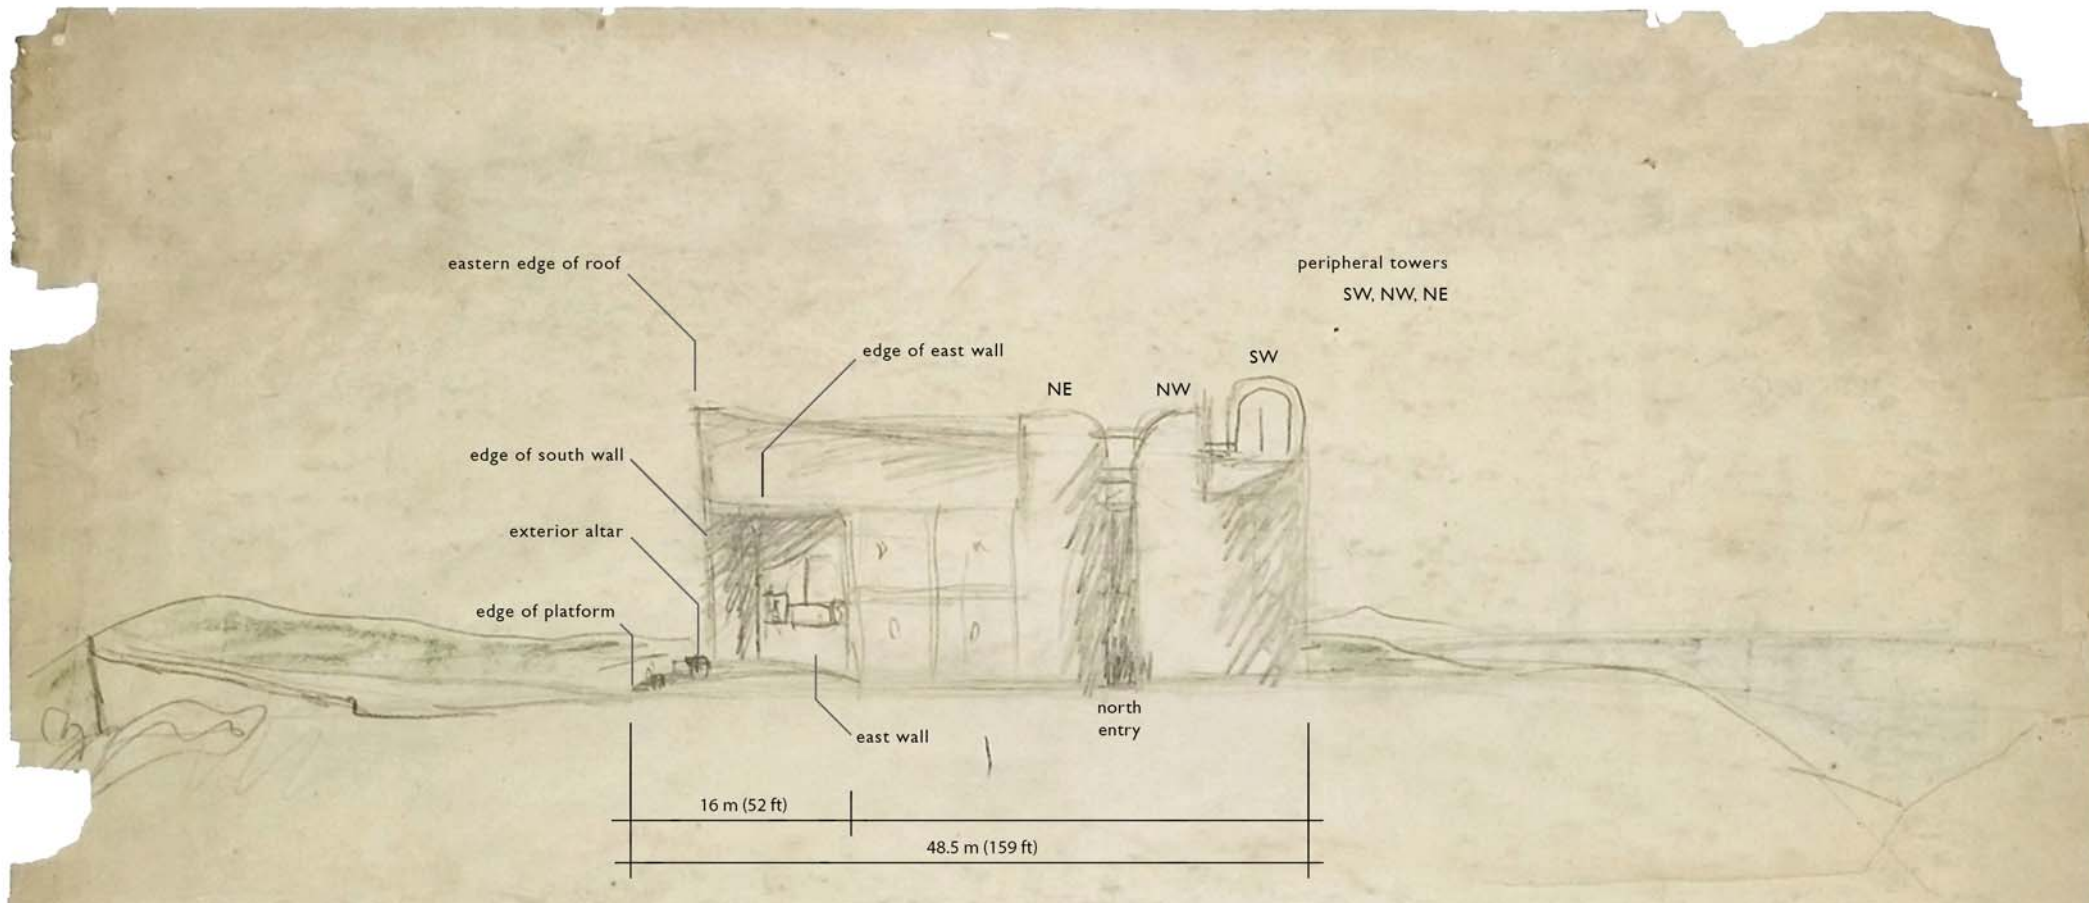 eastern edge of roof
peripheral towers
SW, NW, NE
edge of east wall
SW
NE
NW
edge of south wall
exterior altar
edge of platform
north
entry
east wall
16 m (52 ft)
48.5 m (159 ft)